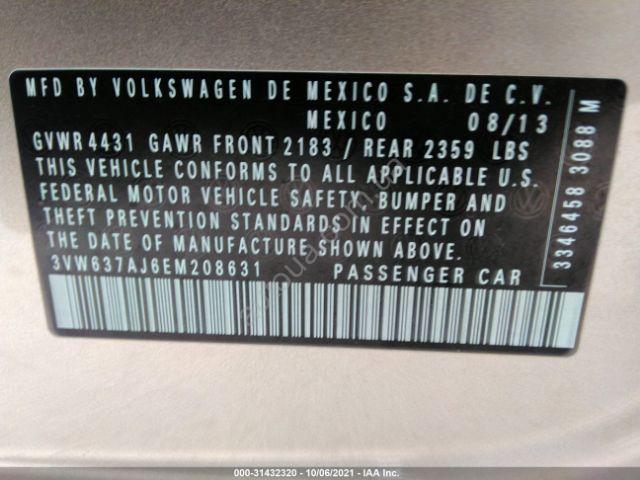 MFD BY VOLKSWAGEN DE MEXICO S.A. DE C.V.
MEXICO 08/13
GVWR 4431 GAWR FRONT 2183 / REAR 2359 LBS
THIS VEHICLE CONFORMS TO ALL APPLICABLE U.S.
FEDERAL MOTOR VEHICLE SAFETY, BUMPER AND
THEFT PREVENTION STANDARDS IN EFFECT ON
THE DATE OF MANUFACTURE SHOWN ABOVE.
3VW637AJ6EM208631 PASSENGER CAR
3346458 3088 M
000-31432320 - 10/06/2021 - IAA Inc.